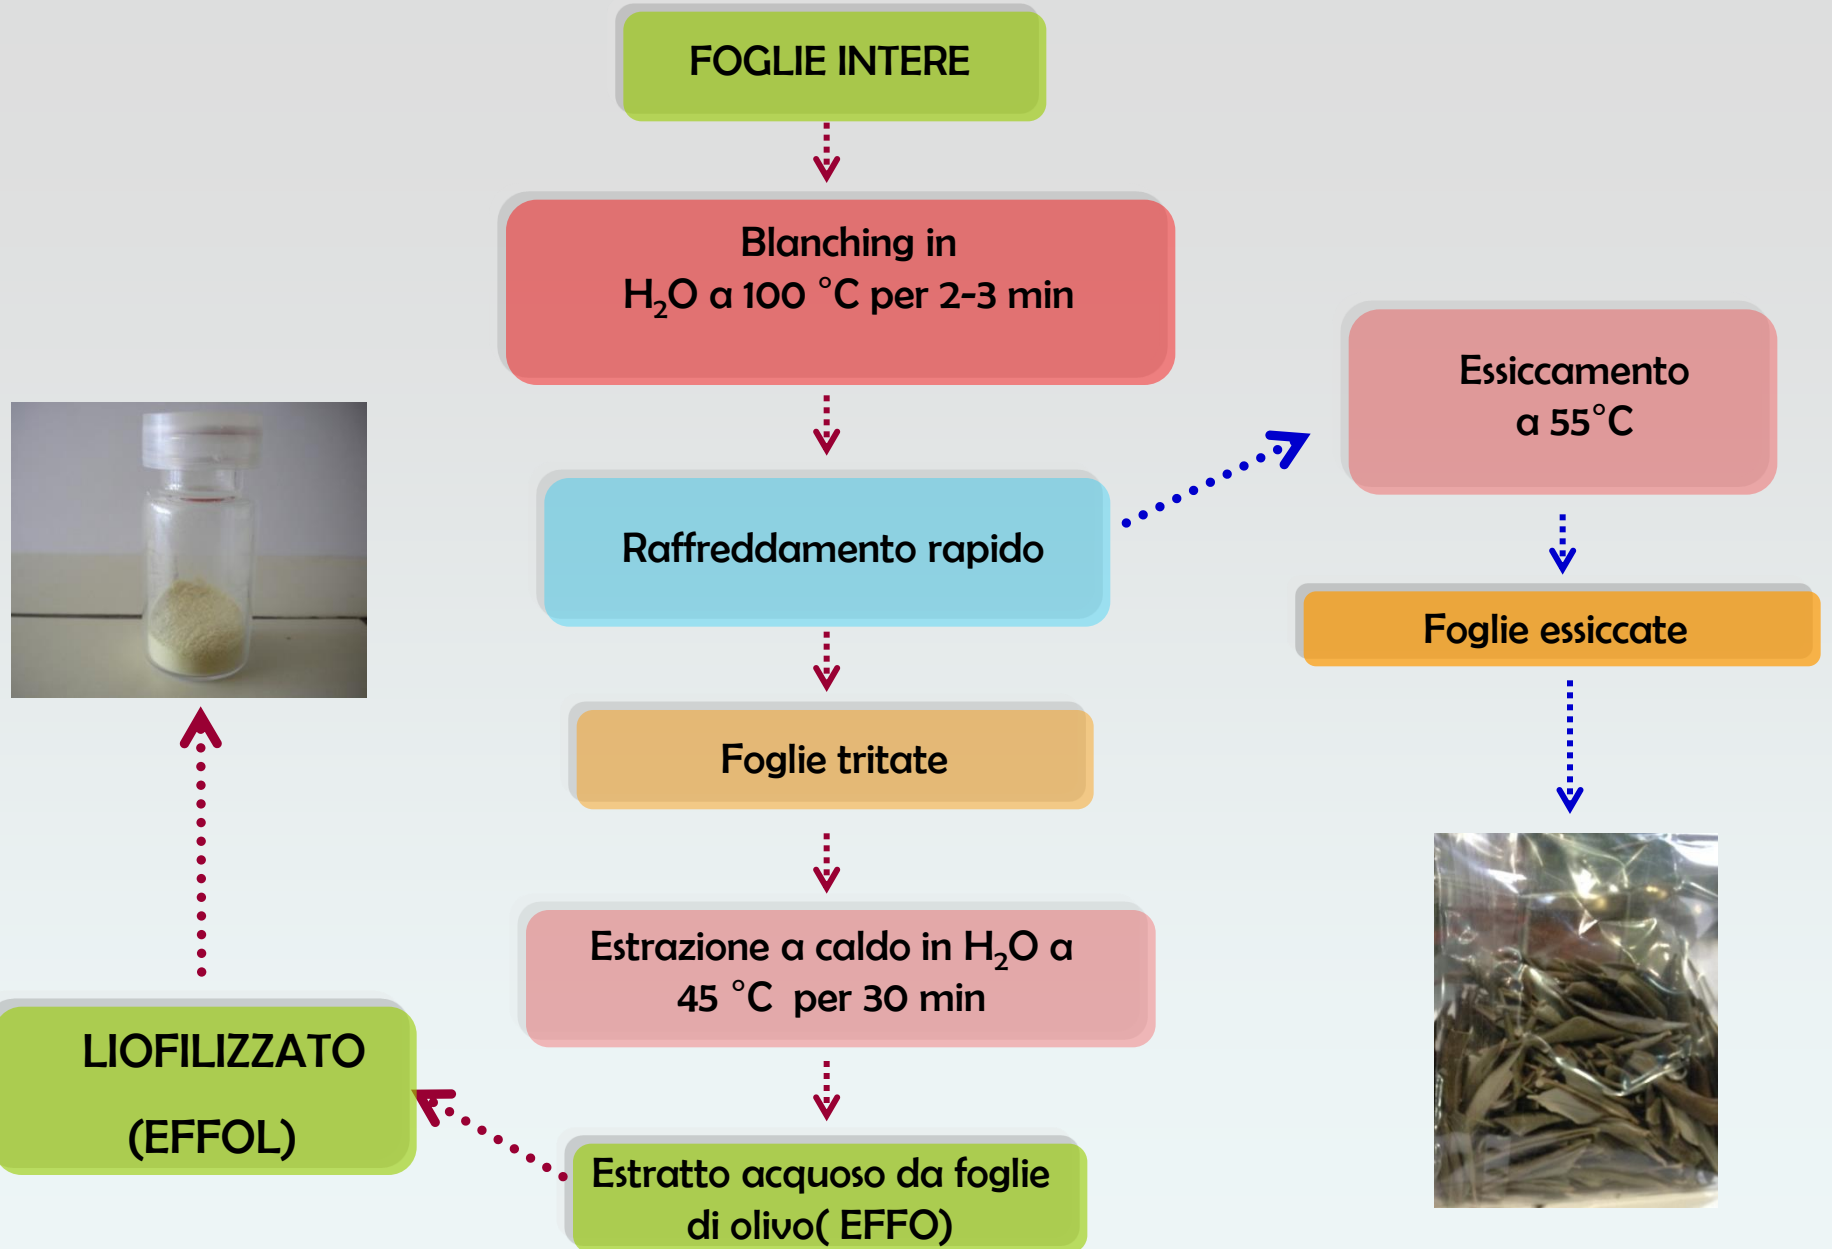 FOGLIE INTERE
Blanching in
H₂O a 100 °C per 2-3 min
Essiccamento
a 55°C
Raffreddamento rapido
Foglie essiccate
Foglie tritate
Estrazione a caldo in H₂O a
45 °C per 30 min
LIOFILIZZATO
(EFFOL)
Estratto acquoso da foglie
di olivo( EFFO)